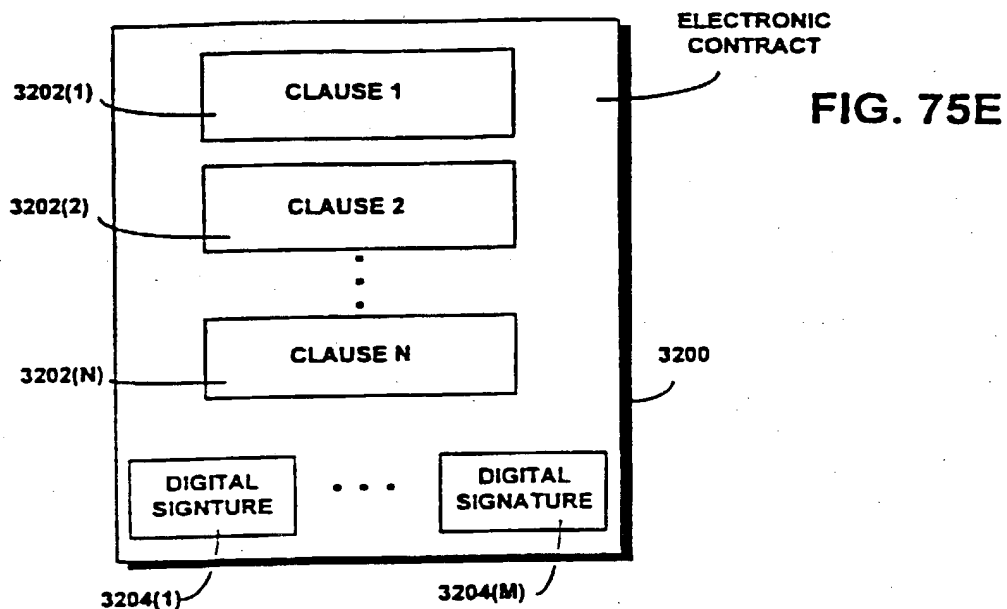 ELECTRONIC
CONTRACT
FIG. 75E
3202(1)
CLAUSE 1
3202(2)
CLAUSE 2
3202(N)
CLAUSE N
3200
DIGITAL
SIGNTURE
DIGITAL
SIGNATURE
3204(1)
3204(M)